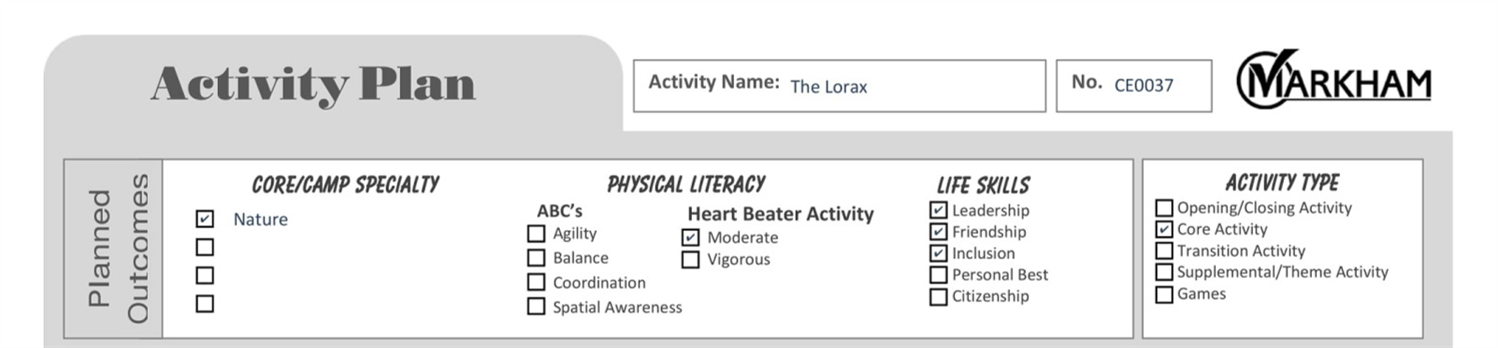 Activity Plan
Activity Name: The Lorax
No. CE0037
MARKHAM
Planned
Outcomes
CORE/CAMP SPECIALTY
Nature
PHYSICAL LITERACY
ABC's
Agility
Balance
Coordination
Spatial Awareness
Heart Beater Activity
Moderate
Vigorous
LIFE SKILLS
Leadership
Friendship
Inclusion
Personal Best
Citizenship
ACTIVITY TYPE
Opening/Closing Activity
Core Activity
Transition Activity
Supplemental/Theme Activity
Games